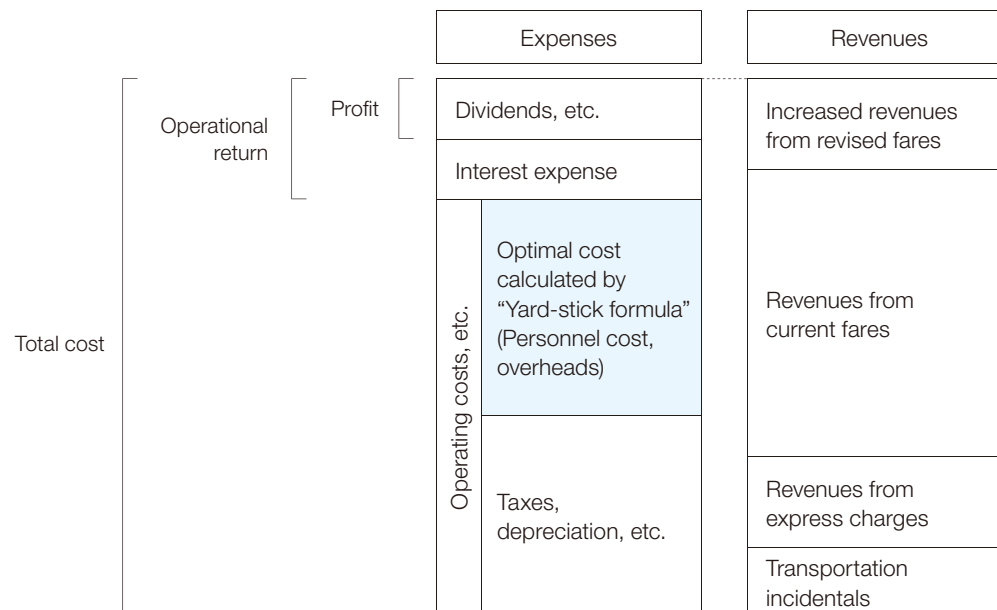 Expenses
Revenues
Total cost
Operational
return
Profit
Dividends, etc.
Interest expense
Operating costs, etc.
Optimal cost
calculated by
“Yard-stick formula”
(Personnel cost,
overheads)
Taxes,
depreciation, etc.
Increased revenues
from revised fares
Revenues from
current fares
Revenues from
express charges
Transportation
incidentals